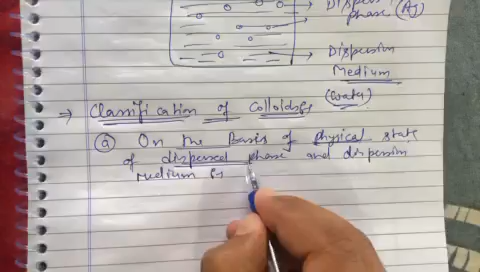 phase (Ag)
Dispersion
Medium
(water)
⇒ Classification of Colloids
ⓐ On the Basis of physical state
of dispersed phase and dispersion
medium is